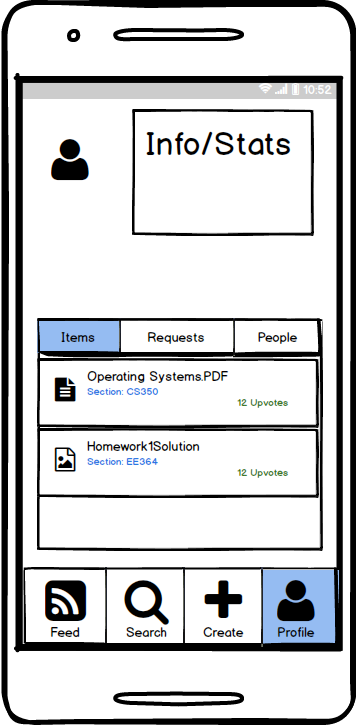 10:52
Info/Stats
Items Requests People
Operating Systems.PDF
Section: CS350
12 Upvotes
Homework1Solution
Section: EE364
12 Upvotes
Feed Search Create Profile